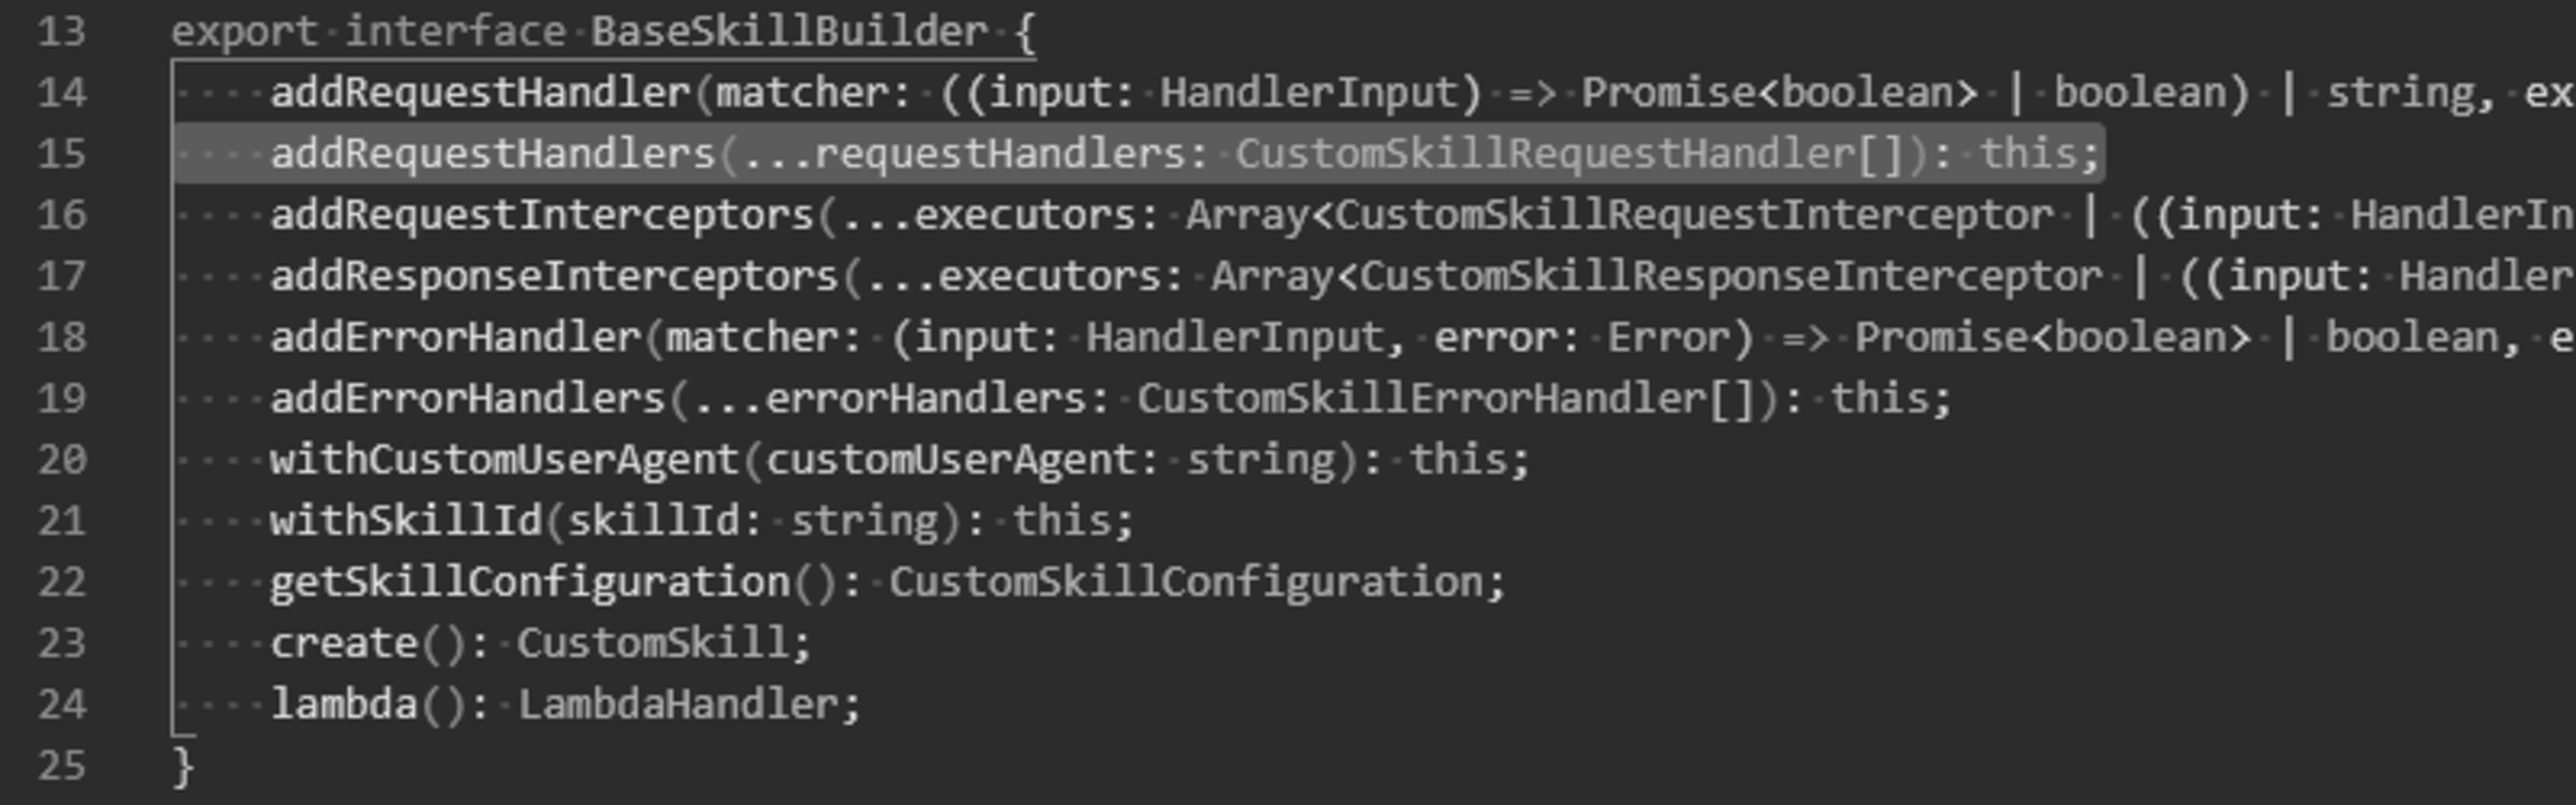 13 export interface BaseSkillBuilder {
14 addRequestHandler(matcher: ((input: HandlerInput) => Promise<boolean> | boolean) | string, ex
15 addRequestHandlers(...requestHandlers: CustomSkillRequestHandler[]): this;
16 addRequestInterceptors(...executors: Array<CustomSkillRequestInterceptor | ((input: HandlerIn
17 addResponseInterceptors(...executors: Array<CustomSkillResponseInterceptor | ((input: Handler
18 addErrorHandler(matcher: (input: HandlerInput, error: Error) => Promise<boolean> | boolean, e
19 addErrorHandlers(...errorHandlers: CustomSkillErrorHandler[]): this;
20 withCustomUserAgent(customUserAgent: string): this;
21 withSkillId(skillId: string): this;
22 getSkillConfiguration(): CustomSkillConfiguration;
23 create(): CustomSkill;
24 lambda(): LambdaHandler;
25 }